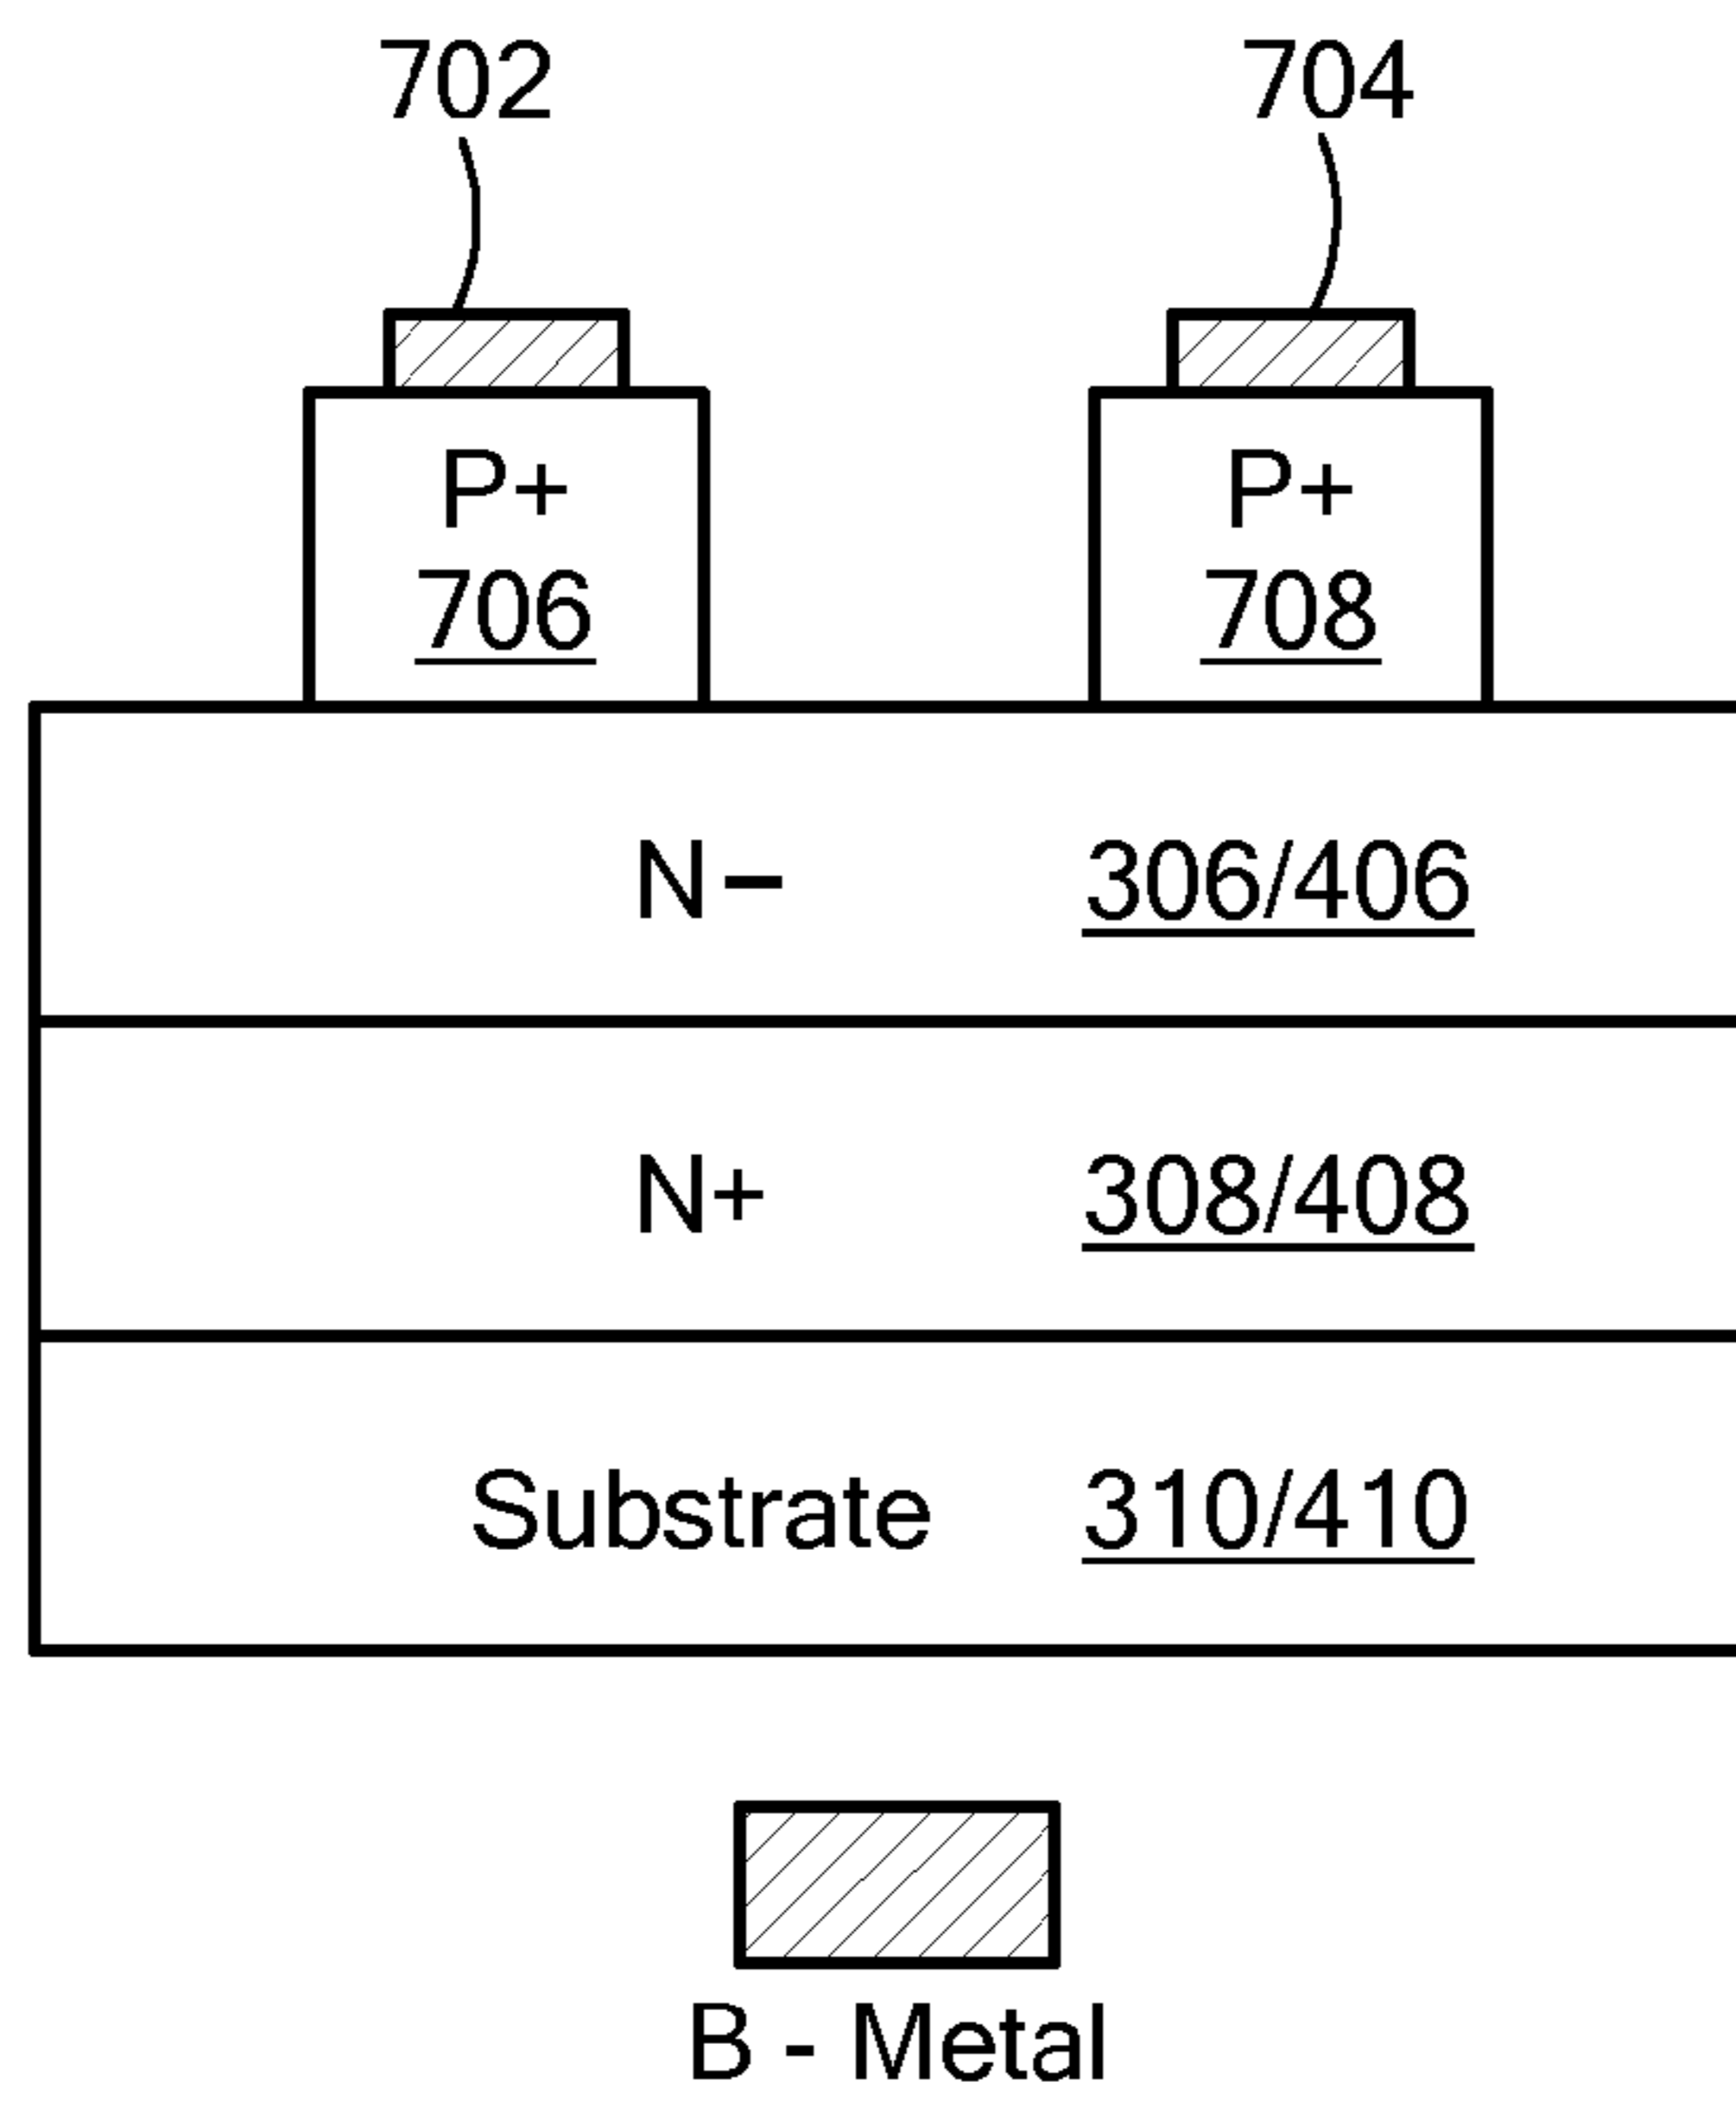 702 704
P+ P+
706 708
N− 306/406
N+ 308/408
Substrate 310/410
B - Metal